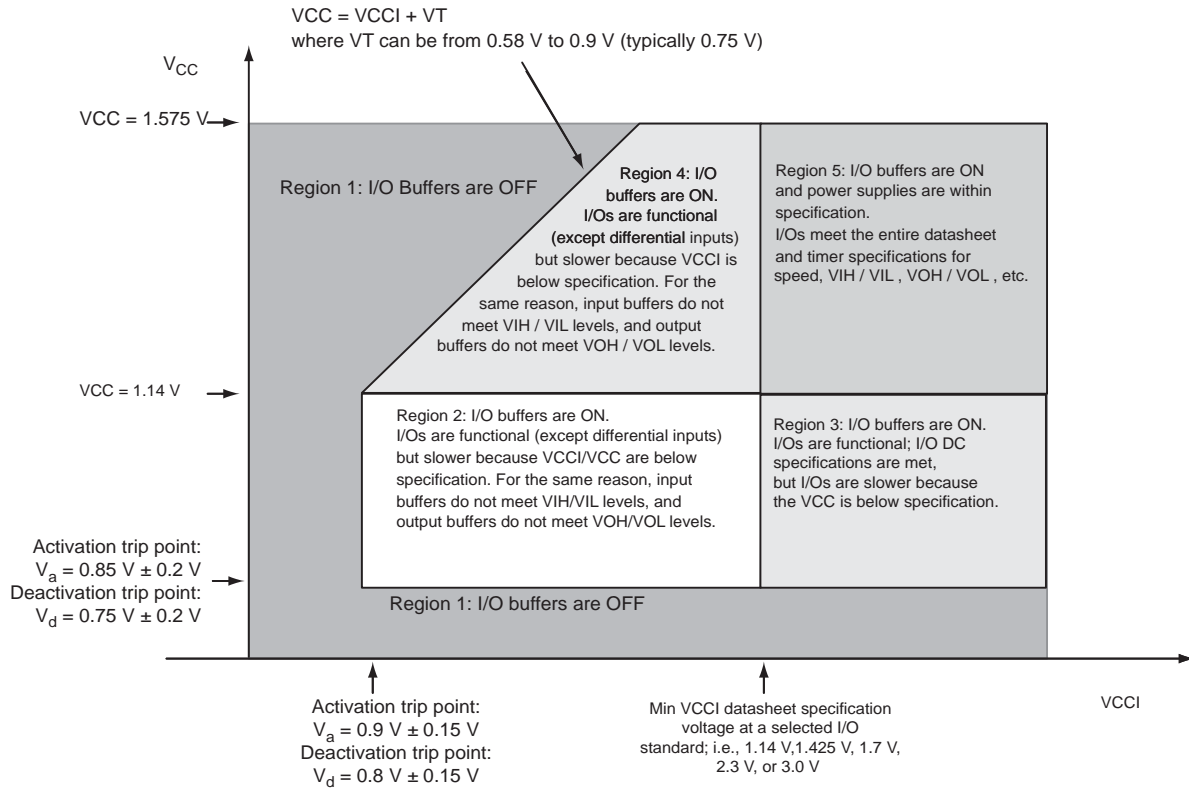 VCC = VCCI + VT
where VT can be from 0.58 V to 0.9 V (typically 0.75 V)
VCC
VCC = 1.575 V
Region 1: I/O Buffers are OFF
Region 4: I/O
buffers are ON.
I/Os are functional
(except differential inputs)
but slower because VCCI is
below specification. For the
same reason, input buffers do not
meet VIH / VIL levels, and output
buffers do not meet VOH / VOL levels.
Region 5: I/O buffers are ON
and power supplies are within
specification.
I/Os meet the entire datasheet
and timer specifications for
speed, VIH / VIL , VOH / VOL , etc.
VCC = 1.14 V
Region 2: I/O buffers are ON.
I/Os are functional (except differential inputs)
but slower because VCCI/VCC are below
specification. For the same reason, input
buffers do not meet VIH/VIL levels, and
output buffers do not meet VOH/VOL levels.
Region 3: I/O buffers are ON.
I/Os are functional; I/O DC
specifications are met,
but I/Os are slower because
the VCC is below specification.
Activation trip point:
Va = 0.85 V ± 0.2 V
Deactivation trip point:
Vd = 0.75 V ± 0.2 V
Region 1: I/O buffers are OFF
Activation trip point:
Va = 0.9 V ± 0.15 V
Deactivation trip point:
Vd = 0.8 V ± 0.15 V
Min VCCI datasheet specification
voltage at a selected I/O
standard; i.e., 1.14 V,1.425 V, 1.7 V,
2.3 V, or 3.0 V
VCCI